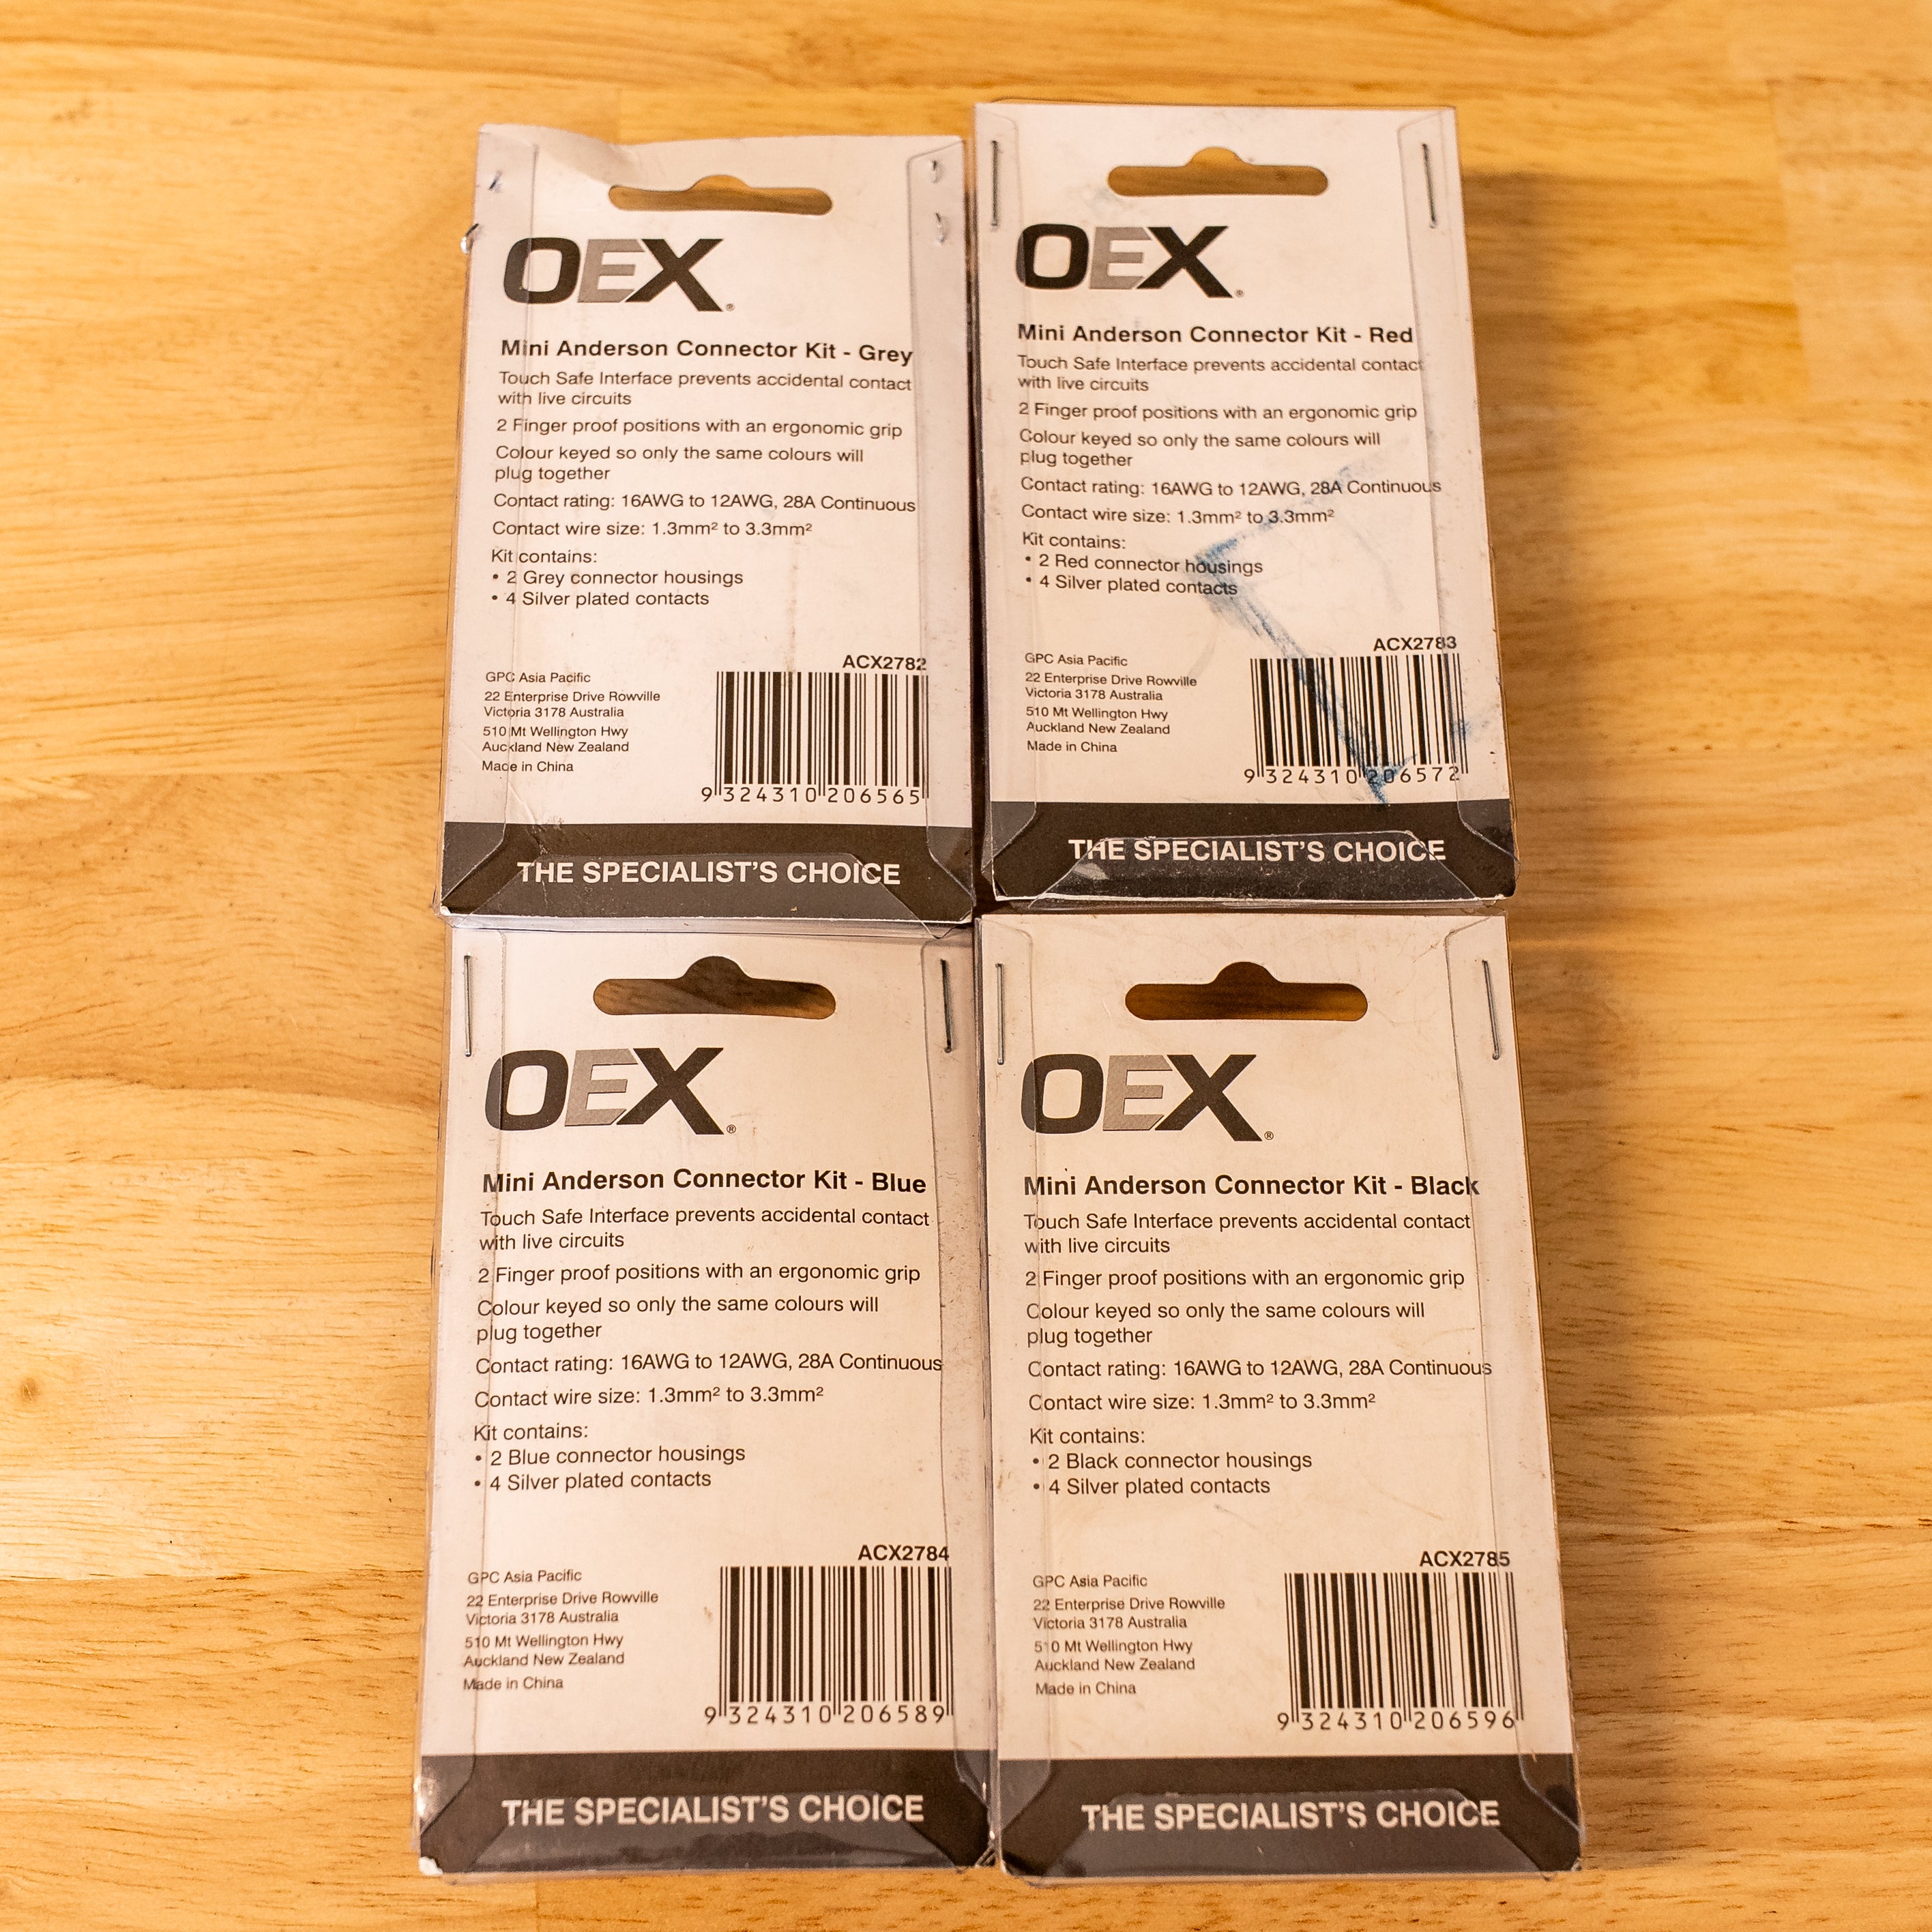 OEX®
Mini Anderson Connector Kit - Grey
Touch Safe Interface prevents accidental contact
with live circuits
2 Finger proof positions with an ergonomic grip
Colour keyed so only the same colours will
plug together
Contact rating: 16AWG to 12AWG, 28A Continuous
Contact wire size: 1.3mm² to 3.3mm²
Kit contains:
• 2 Grey connector housings
• 4 Silver plated contacts
ACX2782
GPC Asia Pacific
22 Enterprise Drive Rowville
Victoria 3178 Australia
510 Mt Wellington Hwy
Auckland New Zealand
Made in China
9 324310 206565
THE SPECIALIST'S CHOICE
OEX®
Mini Anderson Connector Kit - Red
Touch Safe Interface prevents accidental contact
with live circuits
2 Finger proof positions with an ergonomic grip
Colour keyed so only the same colours will
plug together
Contact rating: 16AWG to 12AWG, 28A Continuous
Contact wire size: 1.3mm² to 3.3mm²
Kit contains:
• 2 Red connector housings
• 4 Silver plated contacts
ACX2783
GPC Asia Pacific
22 Enterprise Drive Rowville
Victoria 3178 Australia
510 Mt Wellington Hwy
Auckland New Zealand
Made in China
9 324310 206572
THE SPECIALIST'S CHOICE
OEX®
Mini Anderson Connector Kit - Blue
Touch Safe Interface prevents accidental contact
with live circuits
2 Finger proof positions with an ergonomic grip
Colour keyed so only the same colours will
plug together
Contact rating: 16AWG to 12AWG, 28A Continuous
Contact wire size: 1.3mm² to 3.3mm²
Kit contains:
• 2 Blue connector housings
• 4 Silver plated contacts
ACX2784
GPC Asia Pacific
22 Enterprise Drive Rowville
Victoria 3178 Australia
510 Mt Wellington Hwy
Auckland New Zealand
Made in China
9 324310 206589
THE SPECIALIST'S CHOICE
OEX®
Mini Anderson Connector Kit - Black
Touch Safe Interface prevents accidental contact
with live circuits
2 Finger proof positions with an ergonomic grip
Colour keyed so only the same colours will
plug together
Contact rating: 16AWG to 12AWG, 28A Continuous
Contact wire size: 1.3mm² to 3.3mm²
Kit contains:
• 2 Black connector housings
• 4 Silver plated contacts
ACX2785
GPC Asia Pacific
22 Enterprise Drive Rowville
Victoria 3178 Australia
510 Mt Wellington Hwy
Auckland New Zealand
Made in China
9 324310 206596
THE SPECIALIST'S CHOICE